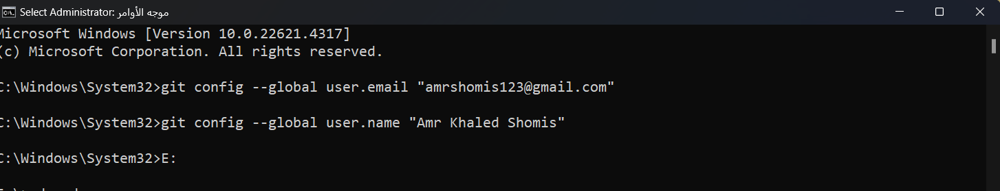 Select Administrator: موجه الأوامر
Microsoft Windows [Version 10.0.22621.4317]
(c) Microsoft Corporation. All rights reserved.
C:\Windows\System32>git config --global user.email "amrshomis123@gmail.com"
C:\Windows\System32>git config --global user.name "Amr Khaled Shomis"
C:\Windows\System32>E: